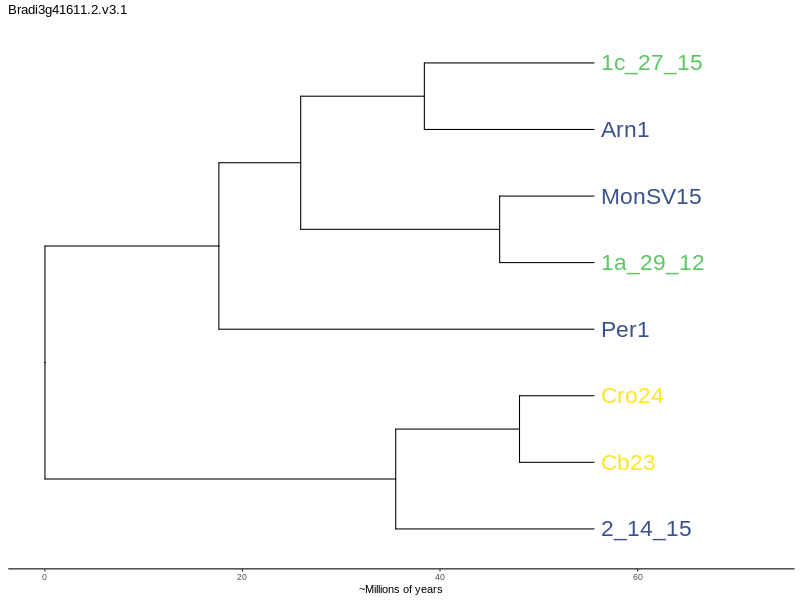 Bradi3g41611.2.v3.1
1c_27_15
Arn1
MonSV15
1a_29_12
Per1
Cro24
Cb23
2_14_15
0 20 40 60
~Millions of years